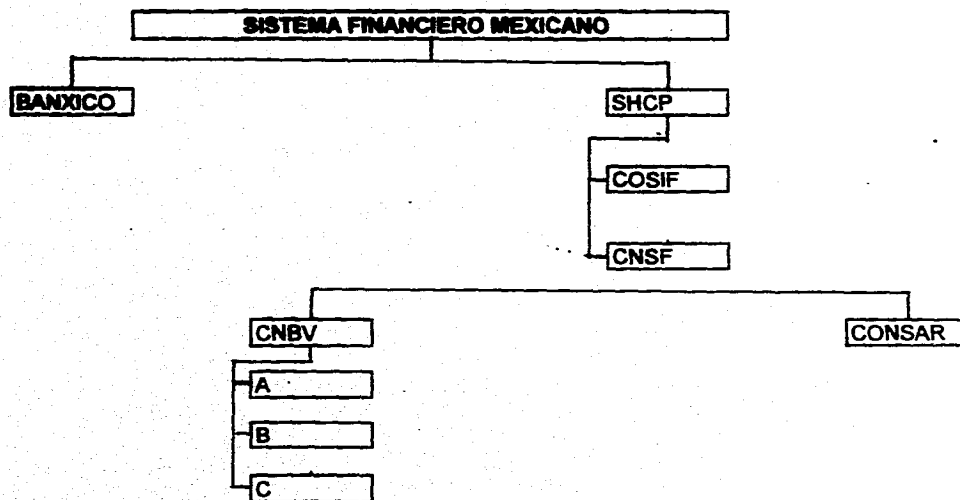 SISTEMA FINANCIERO MEXICANO
BANXICO
SHCP
COSIF
CNSF
CNBV
CONSAR
A
B
C